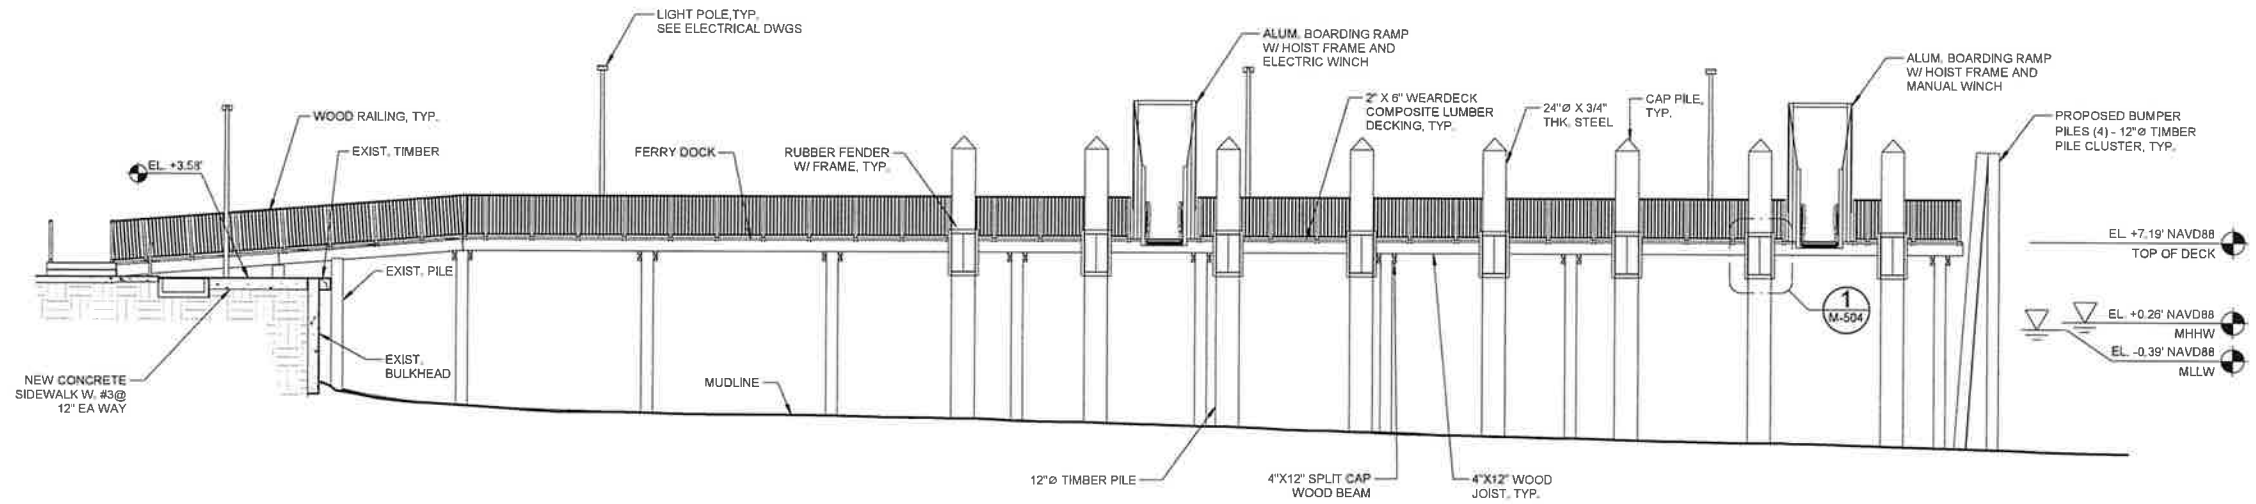 LIGHT POLE, TYP.
SEE ELECTRICAL DWGS
ALUM. BOARDING RAMP
W/ HOIST FRAME AND
ELECTRIC WINCH
ALUM. BOARDING RAMP
W/ HOIST FRAME AND
MANUAL WINCH
2" X 6" WEARDECK
COMPOSITE LUMBER
DECKING, TYP.
24"Ø X 3/4"
THK. STEEL
CAP PILE,
TYP.
PROPOSED BUMPER
PILES (4) - 12"Ø TIMBER
PILE CLUSTER, TYP.
WOOD RAILING, TYP.
EXIST. TIMBER
EL. +3.58'
FERRY DOCK
RUBBER FENDER
W/ FRAME, TYP.
EL. +7.19' NAVD88
TOP OF DECK
EXIST. PILE
1
M-504
EL. +0.26' NAVD88
MHHW
EL. -0.39' NAVD88
MLLW
EXIST.
BULKHEAD
NEW CONCRETE
SIDEWALK W. #3@
12" EA WAY
MUDLINE
12"Ø TIMBER PILE
4"X12" SPLIT CAP
WOOD BEAM
4"X12" WOOD
JOIST, TYP.